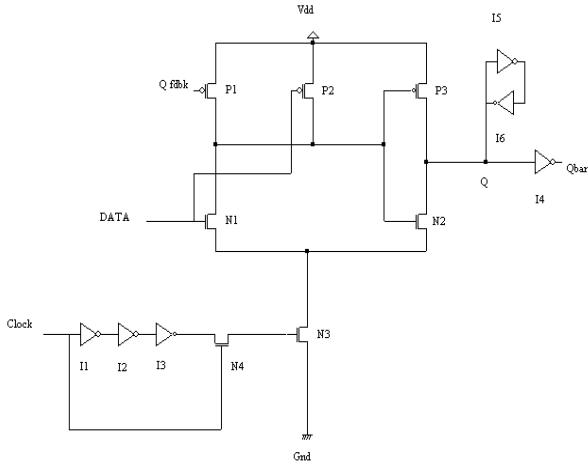 Vdd
I5
Q fdbk
P1
P2
P3
I6
Qbar
Q
I4
DATA
N1
N2
Clock
N3
I1
I2
I3
N4
Gnd